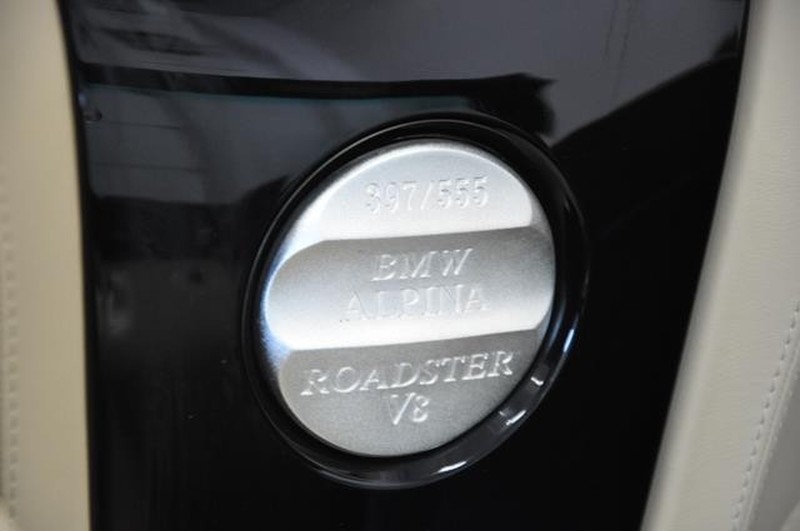 397/555
BMW
ALPINA
ROADSTER
V8